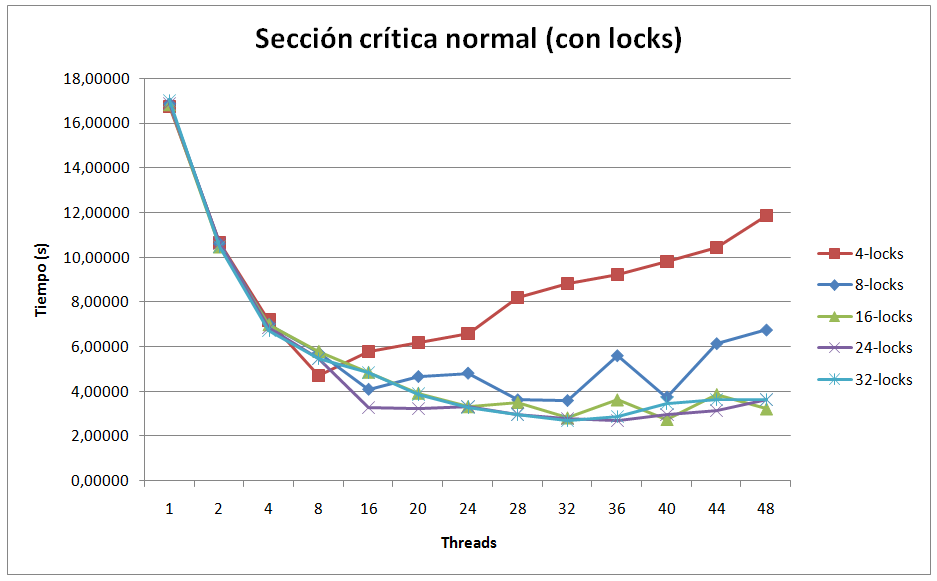 Sección crítica normal (con locks)
18,00000
16,00000
14,00000
12,00000
10,00000
8,00000
6,00000
4,00000
2,00000
0,00000
Tiempo (s)
1 2 4 8 16 20 24 28 32 36 40 44 48
Threads
4-locks
8-locks
16-locks
24-locks
32-locks